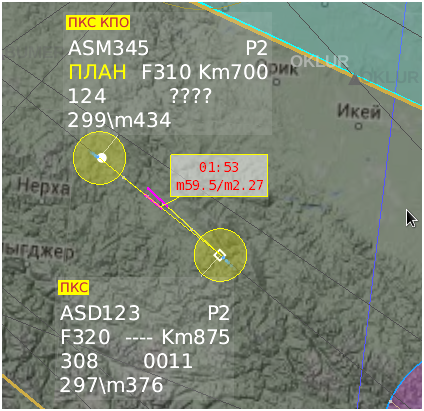 ПКС КПО
ASM345 P2
ПЛАН F310 Km700
124 ????
299\m434
OKLUR
OKLUR
Икей
01:53
m59.5/m2.27
Нерха
ПКС
ASD123 P2
F320 ---- Km875
308 0011
297\m376